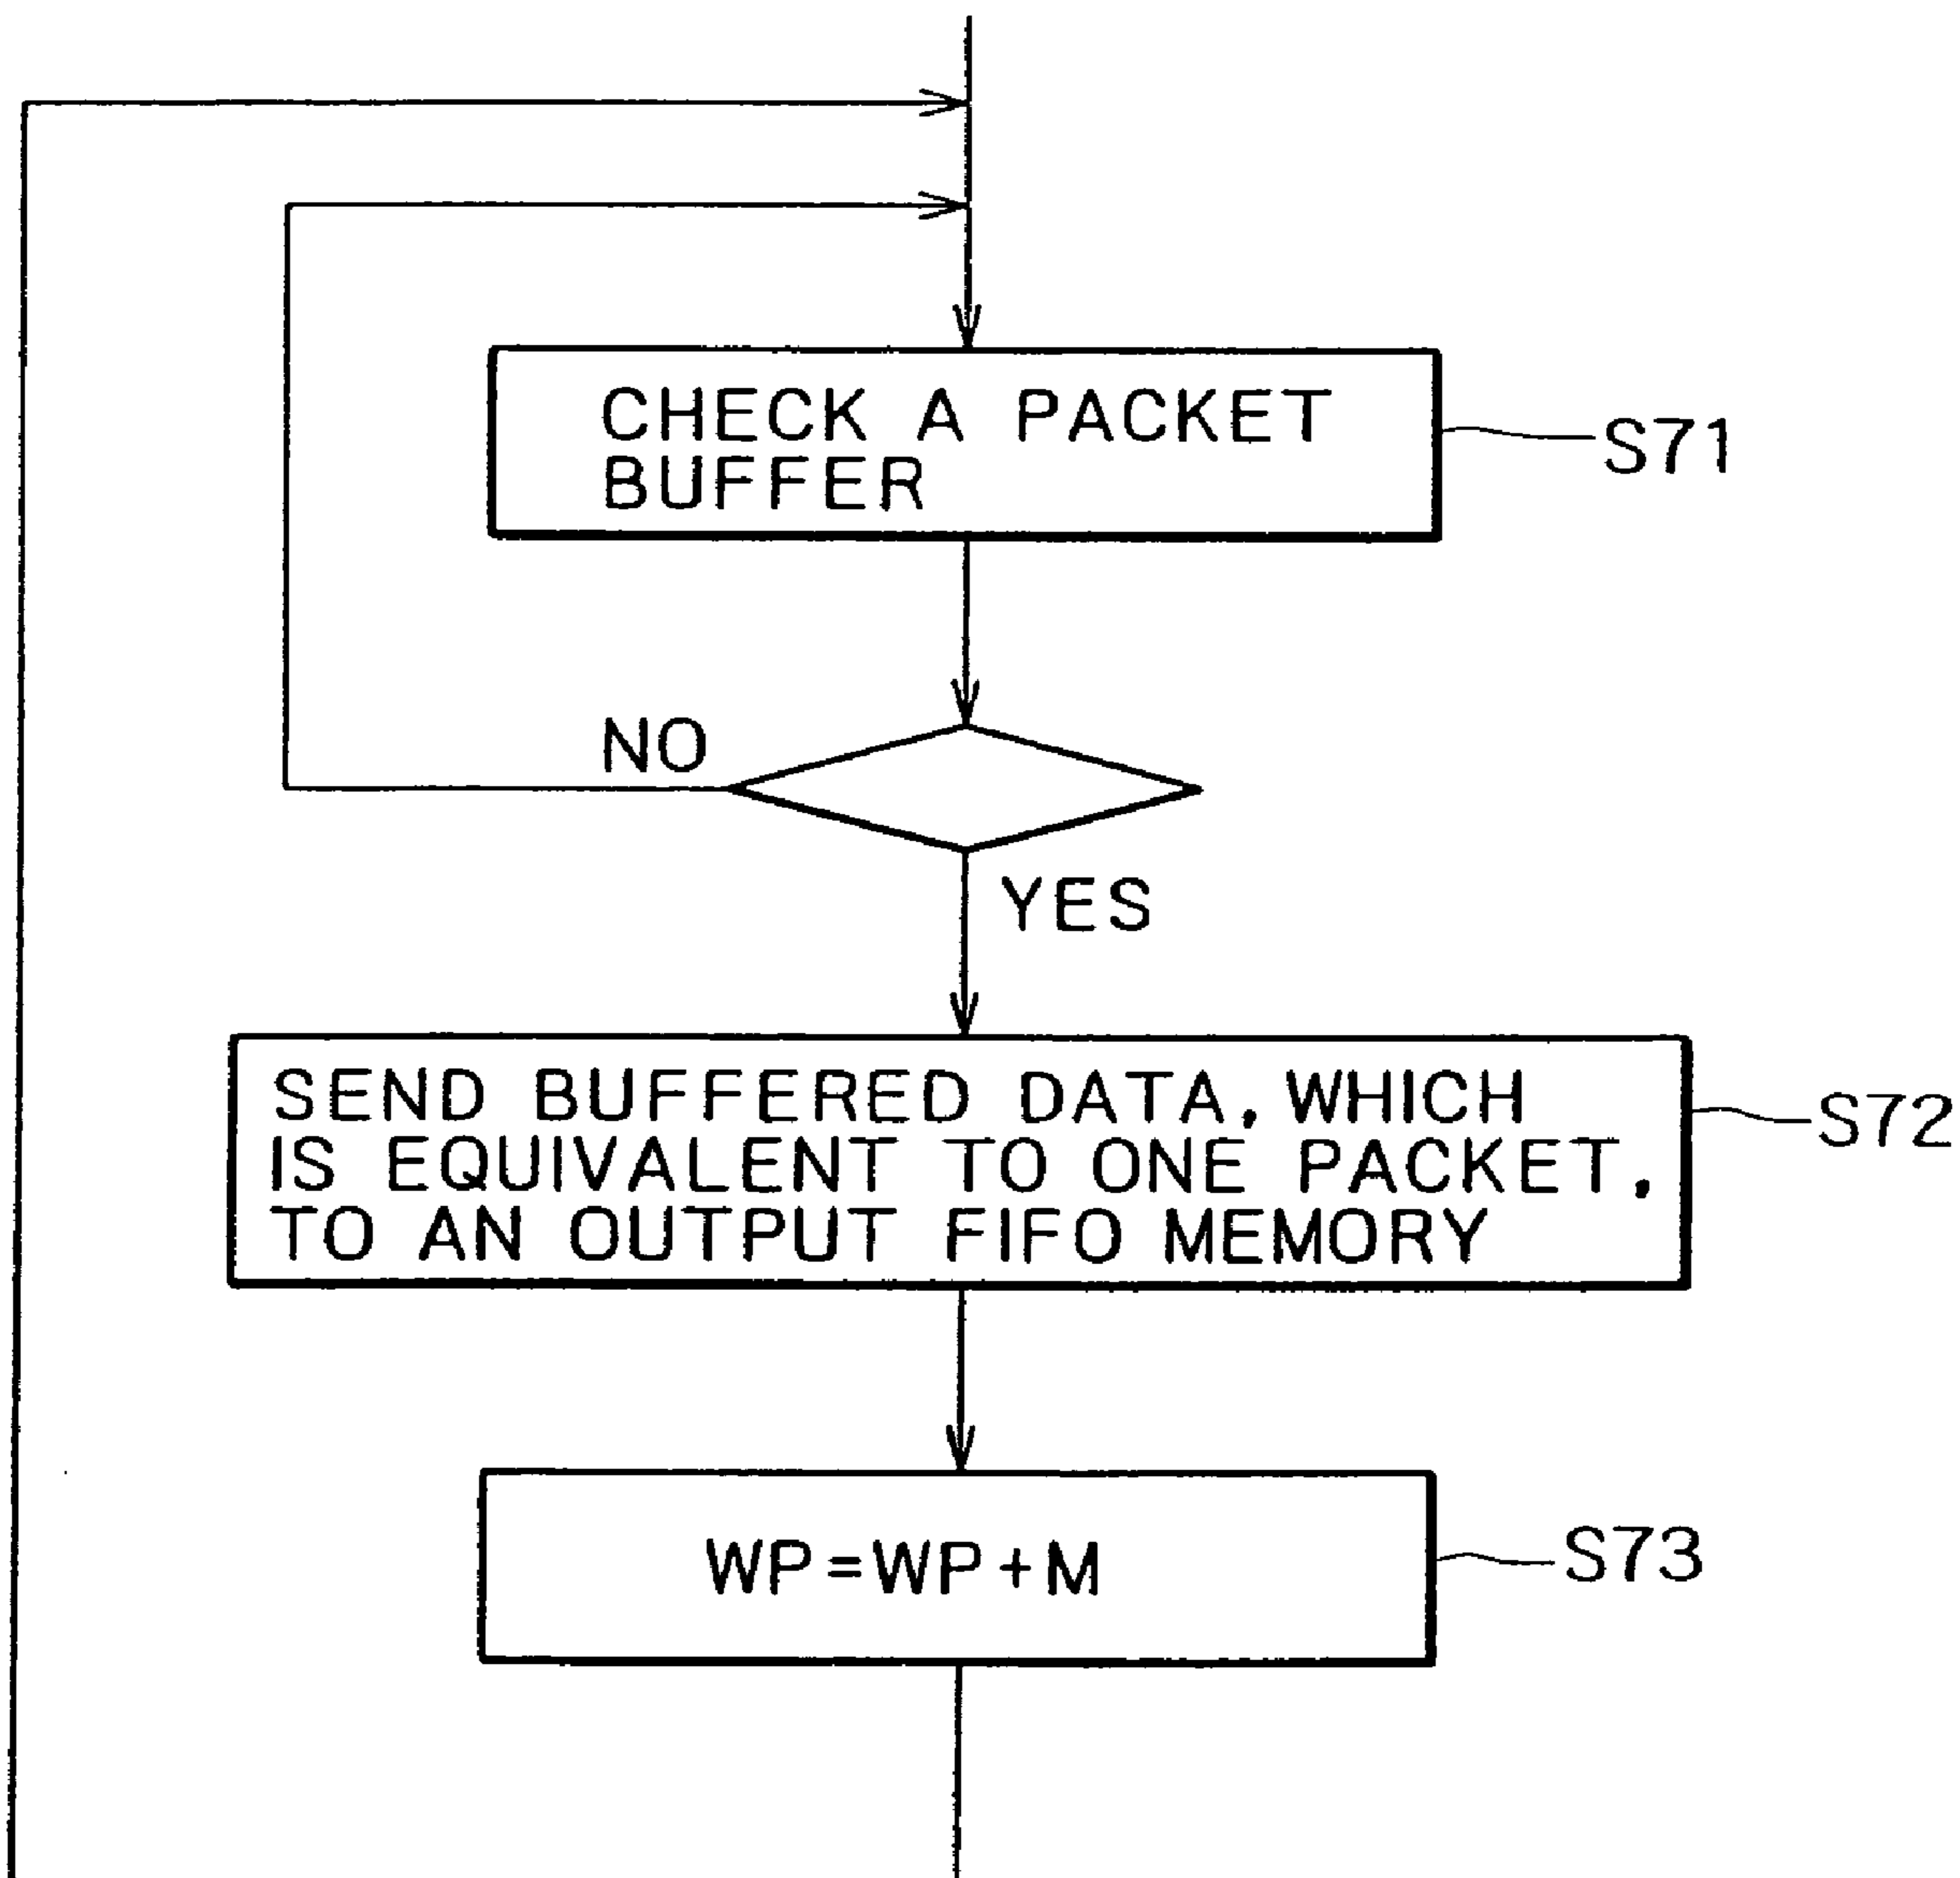 CHECK A PACKET
BUFFER
S71
NO
YES
SEND BUFFERED DATA, WHICH
IS EQUIVALENT TO ONE PACKET,
TO AN OUTPUT FIFO MEMORY
S72
WP=WP+M
S73